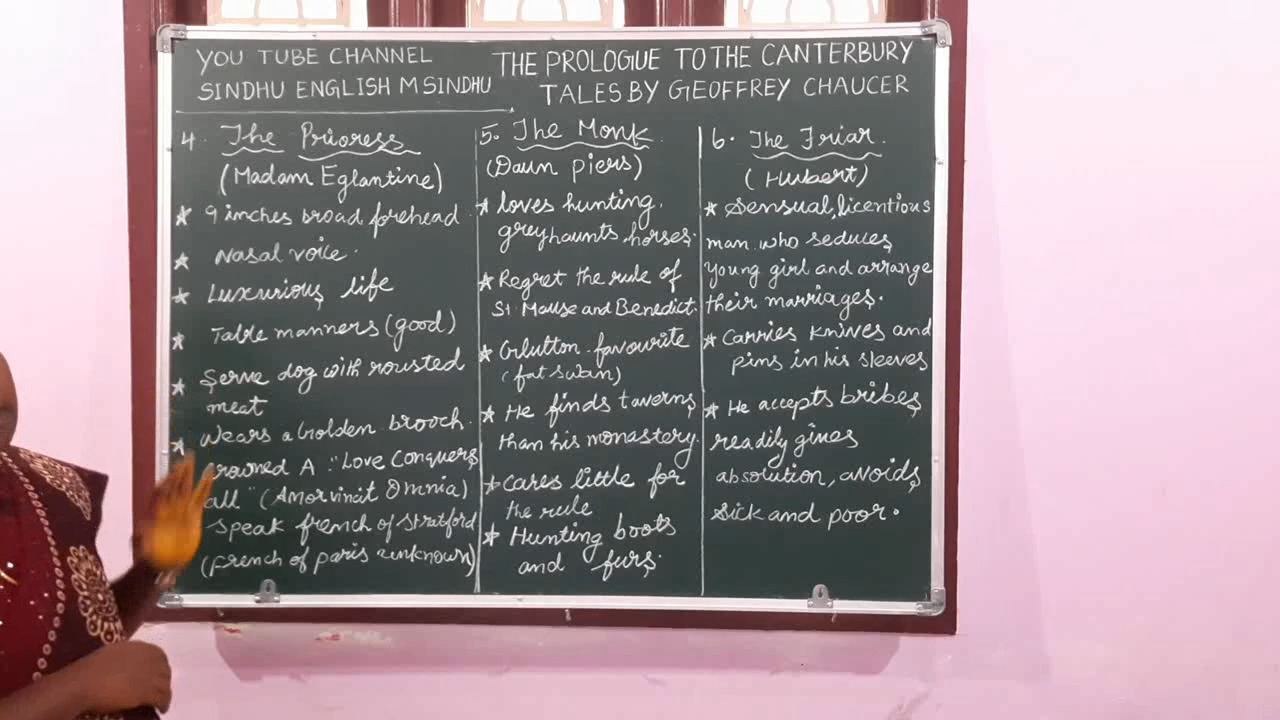 YOU TUBE CHANNEL
SINDHU ENGLISH M SINDHU
THE PROLOGUE TO THE CANTERBURY
TALES BY GEOFFREY CHAUCER
4. The Prioress
(Madam Eglantine)
★ 9 inches broad forehead
★ Nasal voice.
★ Luxurious life
★ Table manners (good)
★ Serve dog with rousted
meat
★ Wears a Golden brooch
crowned A : "Love Conquers
all" (Amor vincit Omnia)
speak french of stratford
(french of paris unknown)
5. The Monk
(Daun piers)
★ loves hunting,
greyhaunts, horses.
★ Regret the rule of
St Mause and Benedict.
★ Glutton - favourite
(fat swan)
★ He finds taverns
than his monastery.
★ Cares little for
the rule
★ Hunting boots
and furs.
6. The Friar.
(Hubert)
★ Sensual, licentious
man who seduces
young girl and arrange
their marriages.
★ Carries knives and
pins in his sleeves
★ He accepts bribes
readily gives
absolution, avoids
sick and poor.